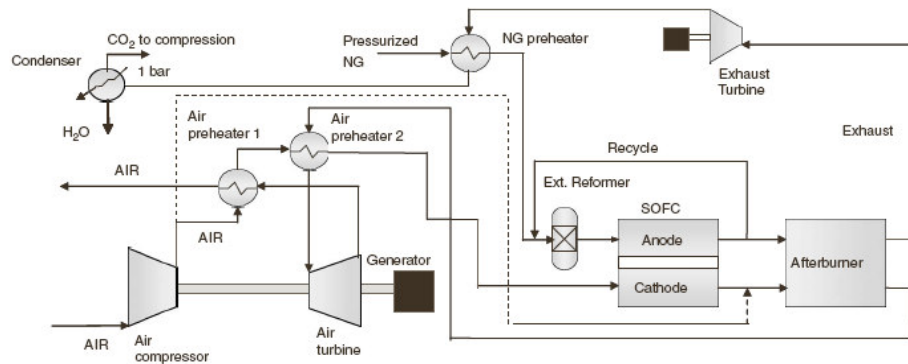 CO₂ to compression
Condenser
1 bar
H₂O
Pressurized
NG
NG preheater
Exhaust
Turbine
Air
preheater 1
Air
preheater 2
Exhaust
Recycle
AIR
Ext. Reformer
SOFC
AIR
Anode
Afterburner
Generator
Cathode
AIR
Air
compressor
Air
turbine